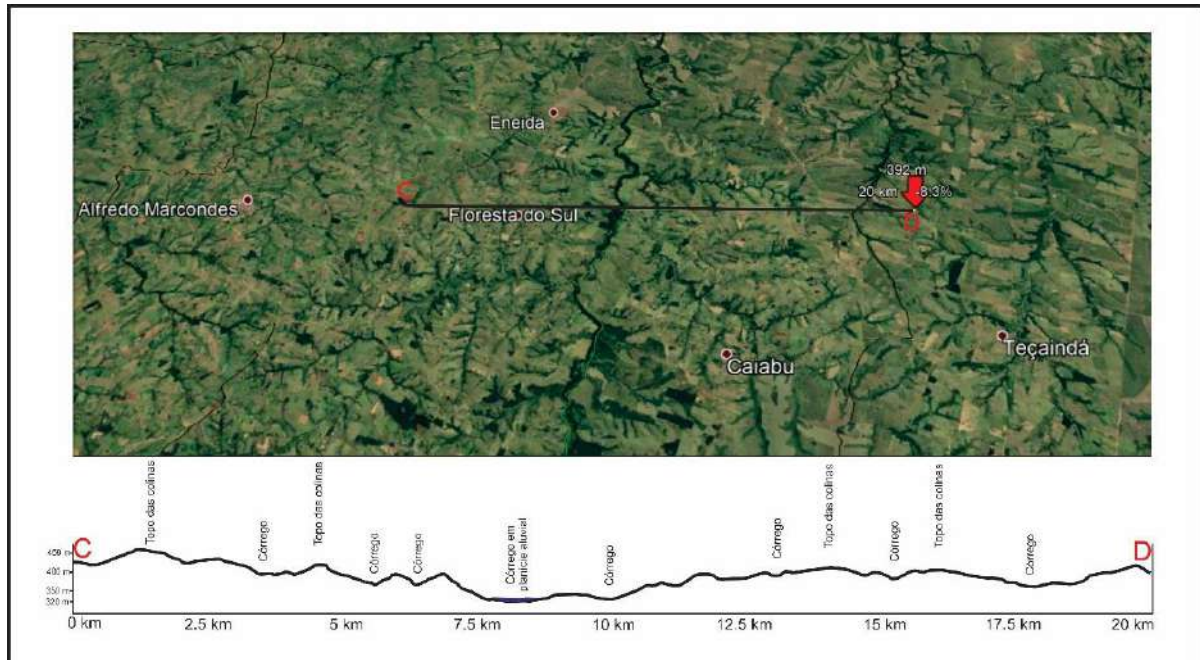 Eneida
392 m
Alfredo Marcondes
C
Floresta do Sul
20 km
-8.3%
D
Caiabu
Teçaindá
Topo das colinas
Córrego
Topo das colinas
Córrego
Córrego
Córrego em
planície aluvial
Córrego
Córrego
Topo das colinas
Córrego
Topo das colinas
Córrego
C
D
400 m
350 m
320 m
0 km
2.5 km
5 km
7.5 km
10 km
12.5 km
15 km
17.5 km
20 km